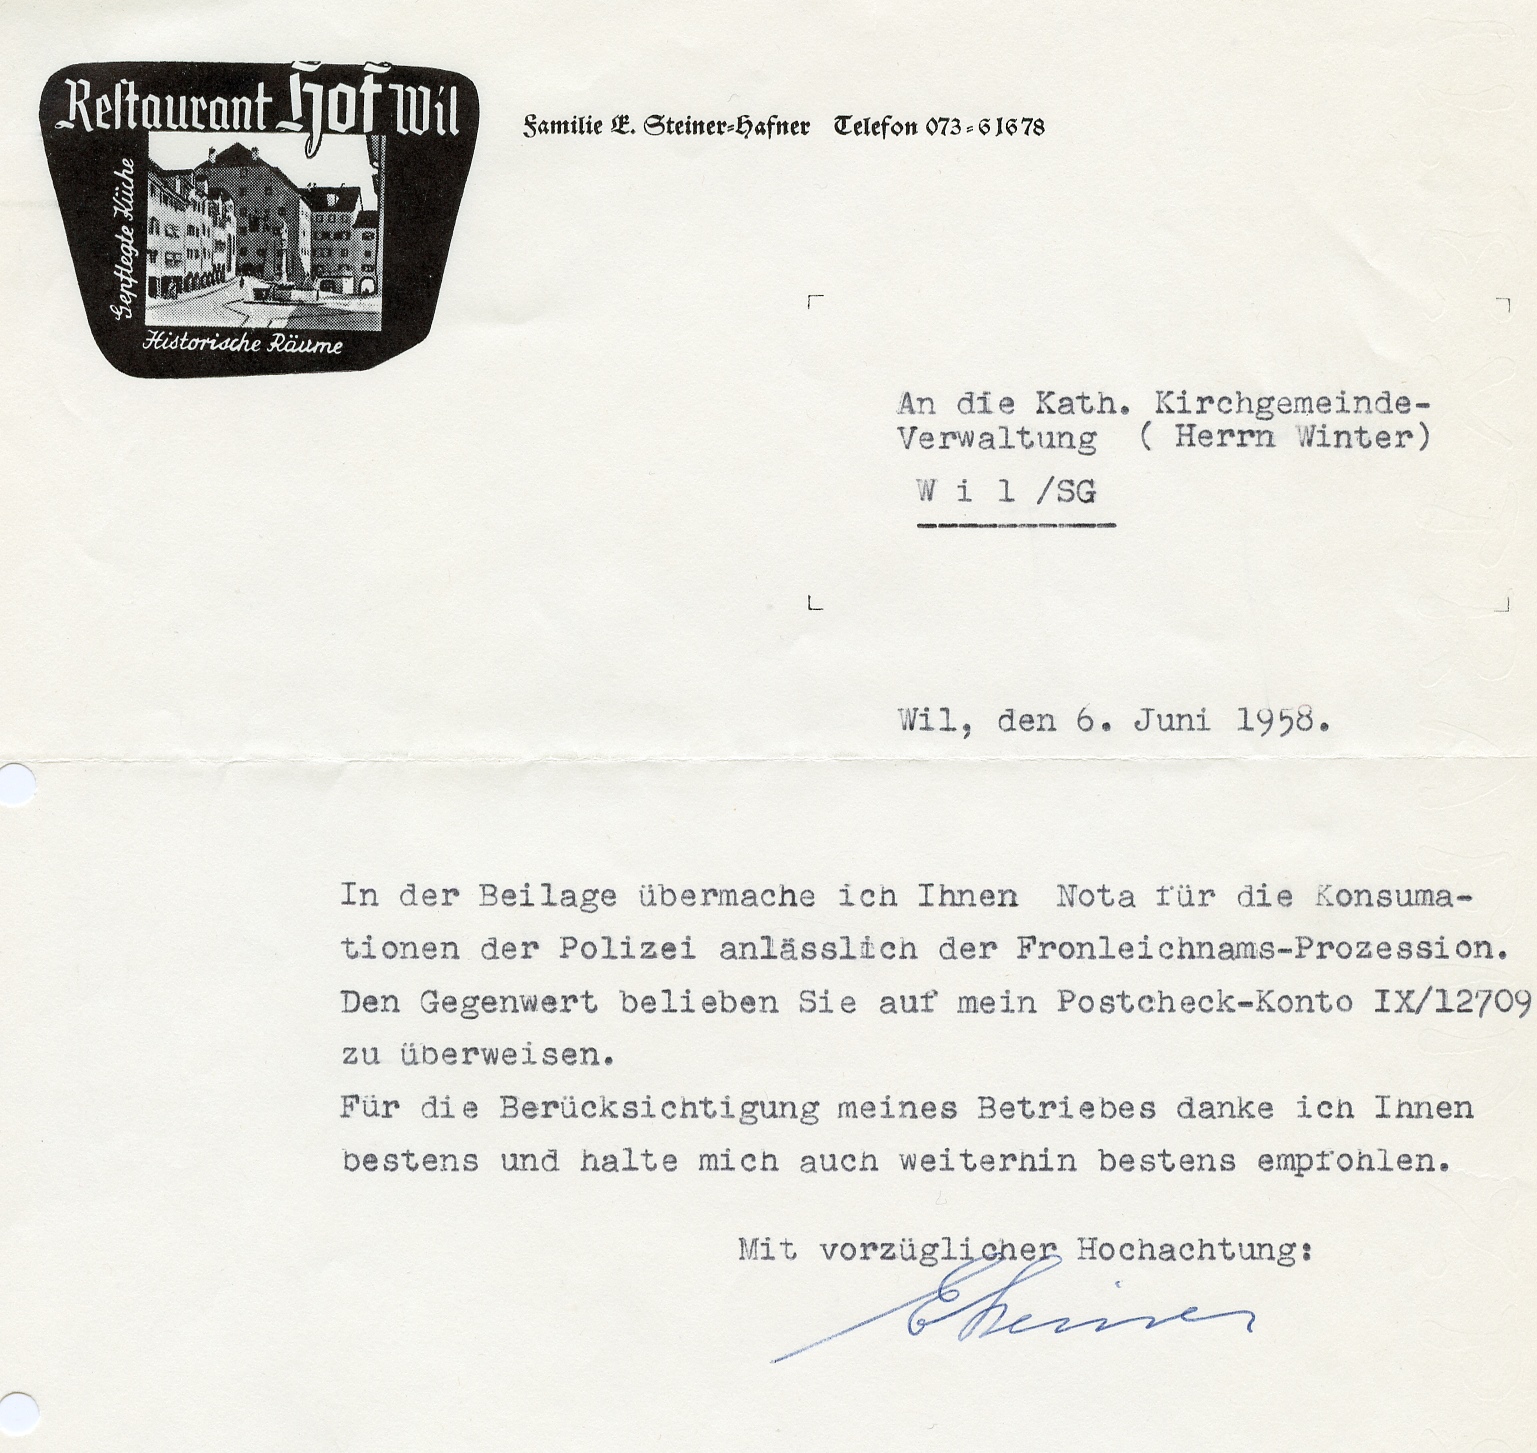 Restaurant Hof Wil
Gepflegte Küche
Historische Räume
Familie E. Steiner-Hafner Telefon 073-61678
An die Kath. Kirchgemeinde-
Verwaltung ( Herrn Winter)
W i l /SG
Wil, den 6. Juni 1958.
In der Beilage übermache ich Ihnen Nota für die Konsuma-
tionen der Polizei anlässlich der Fronleichnams-Prozession.
Den Gegenwert belieben Sie auf mein Postcheck-Konto IX/12709
zu überweisen.
Für die Berücksichtigung meines Betriebes danke ich Ihnen
bestens und halte mich auch weiterhin bestens empfohlen.
Mit vorzüglicher Hochachtung:
E Steiner